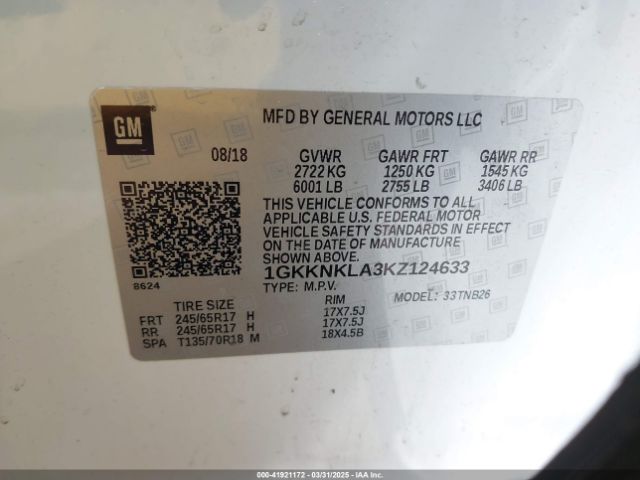 GM
MFD BY GENERAL MOTORS LLC
08/18 GVWR GAWR FRT GAWR RR
2722 KG 1250 KG 1545 KG
6001 LB 2755 LB 3406 LB
THIS VEHICLE CONFORMS TO ALL
APPLICABLE U.S. FEDERAL MOTOR
VEHICLE SAFETY STANDARDS IN EFFECT
ON THE DATE OF MANUFACTURE
SHOWN ABOVE.
8624
1GKKNKLA3KZ124633
TYPE: M.P.V. MODEL: 33TNB26
TIRE SIZE RIM
FRT 245/65R17 H 17X7.5J
RR 245/65R17 H 17X7.5J
SPA T135/70R18 M 18X4.5B
000-41921172 - 03/31/2025 - IAAI.COM